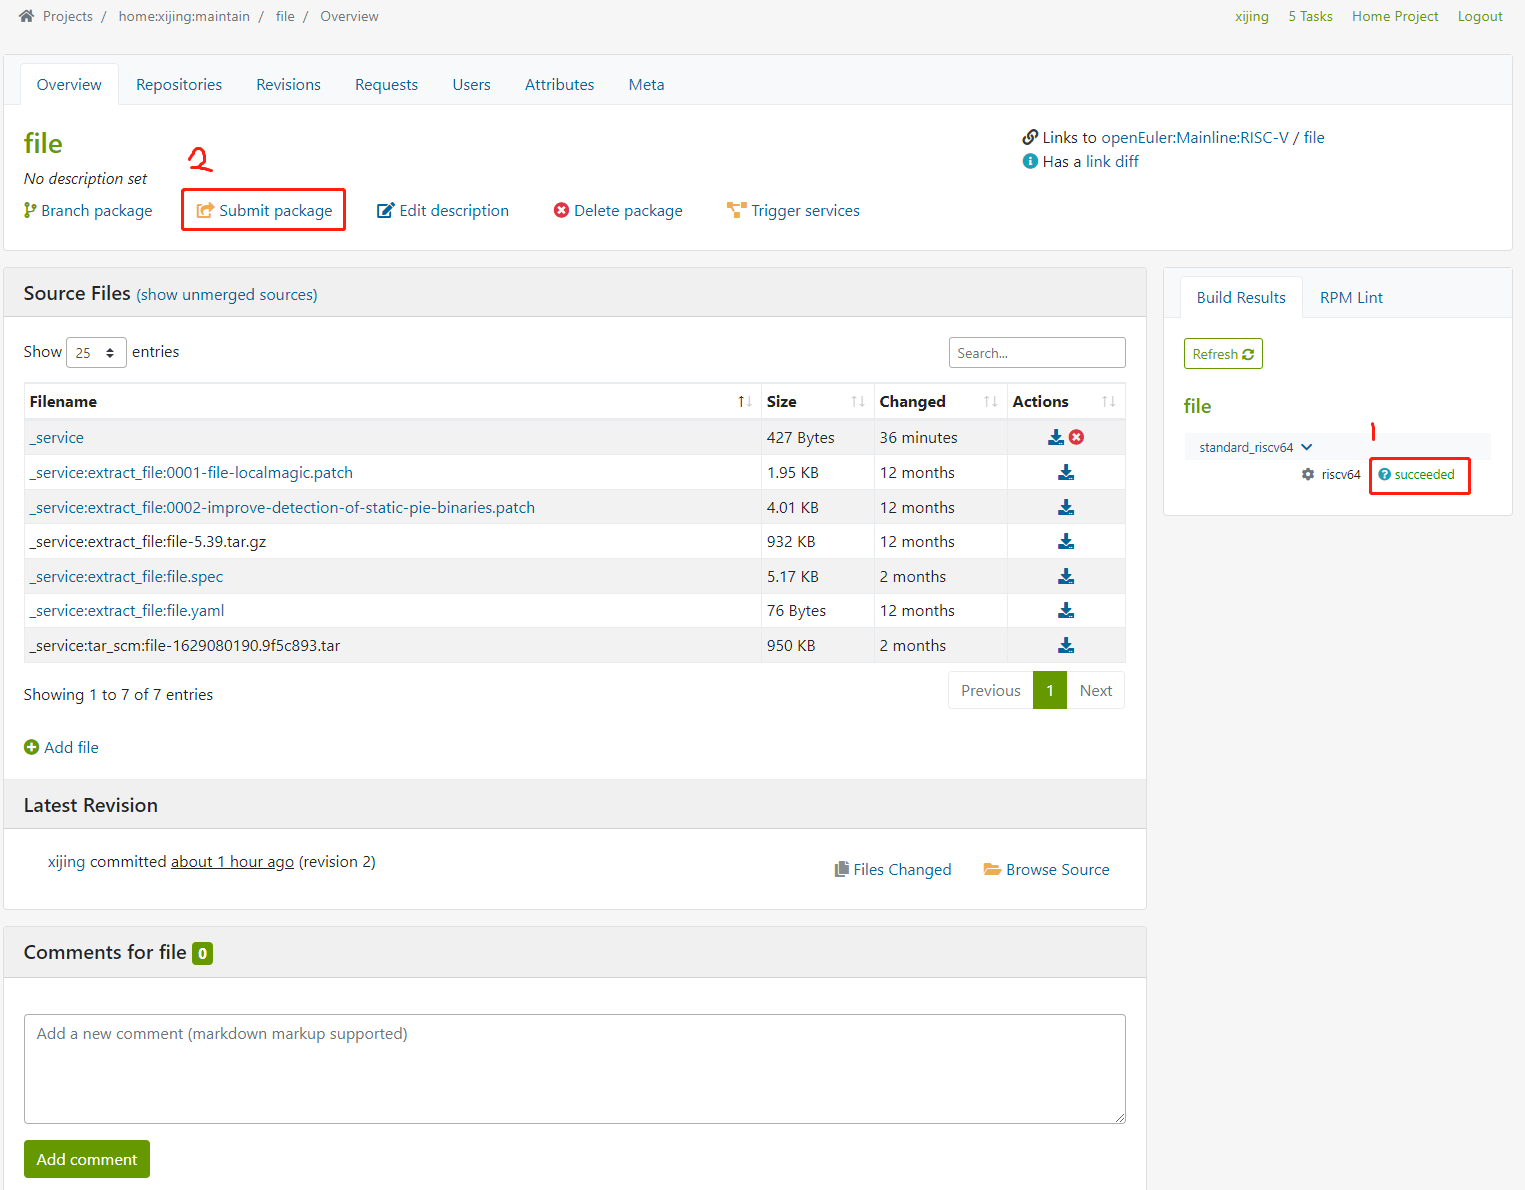 Projects / home:xijing:maintain / file / Overview
xijing 5 Tasks Home Project Logout
Overview Repositories Revisions Requests Users Attributes Meta
file
2
No description set
Links to openEuler:Mainline:RISC-V / file
Has a link diff
Branch package Submit package Edit description Delete package Trigger services
Source Files (show unmerged sources)
Show 25 entries
Search...
Filename Size Changed Actions
_service 427 Bytes 36 minutes
_service:extract_file:0001-file-localmagic.patch 1.95 KB 12 months
_service:extract_file:0002-improve-detection-of-static-pie-binaries.patch 4.01 KB 12 months
_service:extract_file:file-5.39.tar.gz 932 KB 12 months
_service:extract_file:file.spec 5.17 KB 2 months
_service:extract_file:file.yaml 76 Bytes 12 months
_service:tar_scm:file-1629080190.9f5c893.tar 950 KB 2 months
Showing 1 to 7 of 7 entries
Previous 1 Next
Add file
Latest Revision
xijing committed about 1 hour ago (revision 2)
Files Changed Browse Source
Comments for file 0
Add a new comment (markdown markup supported)
Add comment
Build Results RPM Lint
Refresh
file
1
standard_riscv64
riscv64 succeeded